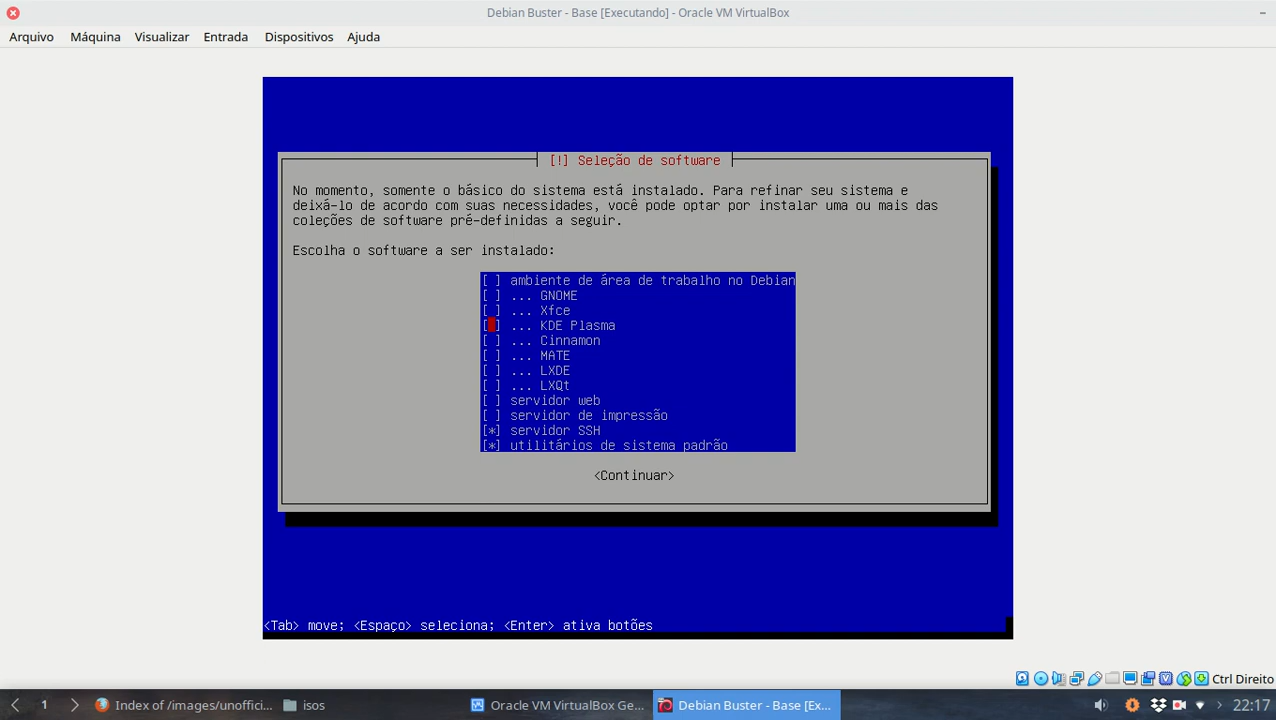 Debian Buster - Base [Executando] - Oracle VM VirtualBox
Arquivo Máquina Visualizar Entrada Dispositivos Ajuda
[!] Seleção de software
No momento, somente o básico do sistema está instalado. Para refinar seu sistema e
deixá-lo de acordo com suas necessidades, você pode optar por instalar uma ou mais das
coleções de software pré-definidas a seguir.
Escolha o software a ser instalado:
[ ] ambiente de área de trabalho no Debian
[ ] ... GNOME
[ ] ... Xfce
[ ] ... KDE Plasma
[ ] ... Cinnamon
[ ] ... MATE
[ ] ... LXDE
[ ] ... LXQt
[ ] servidor web
[ ] servidor de impressão
[*] servidor SSH
[*] utilitários de sistema padrão
<Continuar>
<Tab> move; <Espaço> seleciona; <Enter> ativa botões
Ctrl Direito
1 Index of /images/unoffici... isos Oracle VM VirtualBox Ge... Debian Buster - Base [Ex... 22:17